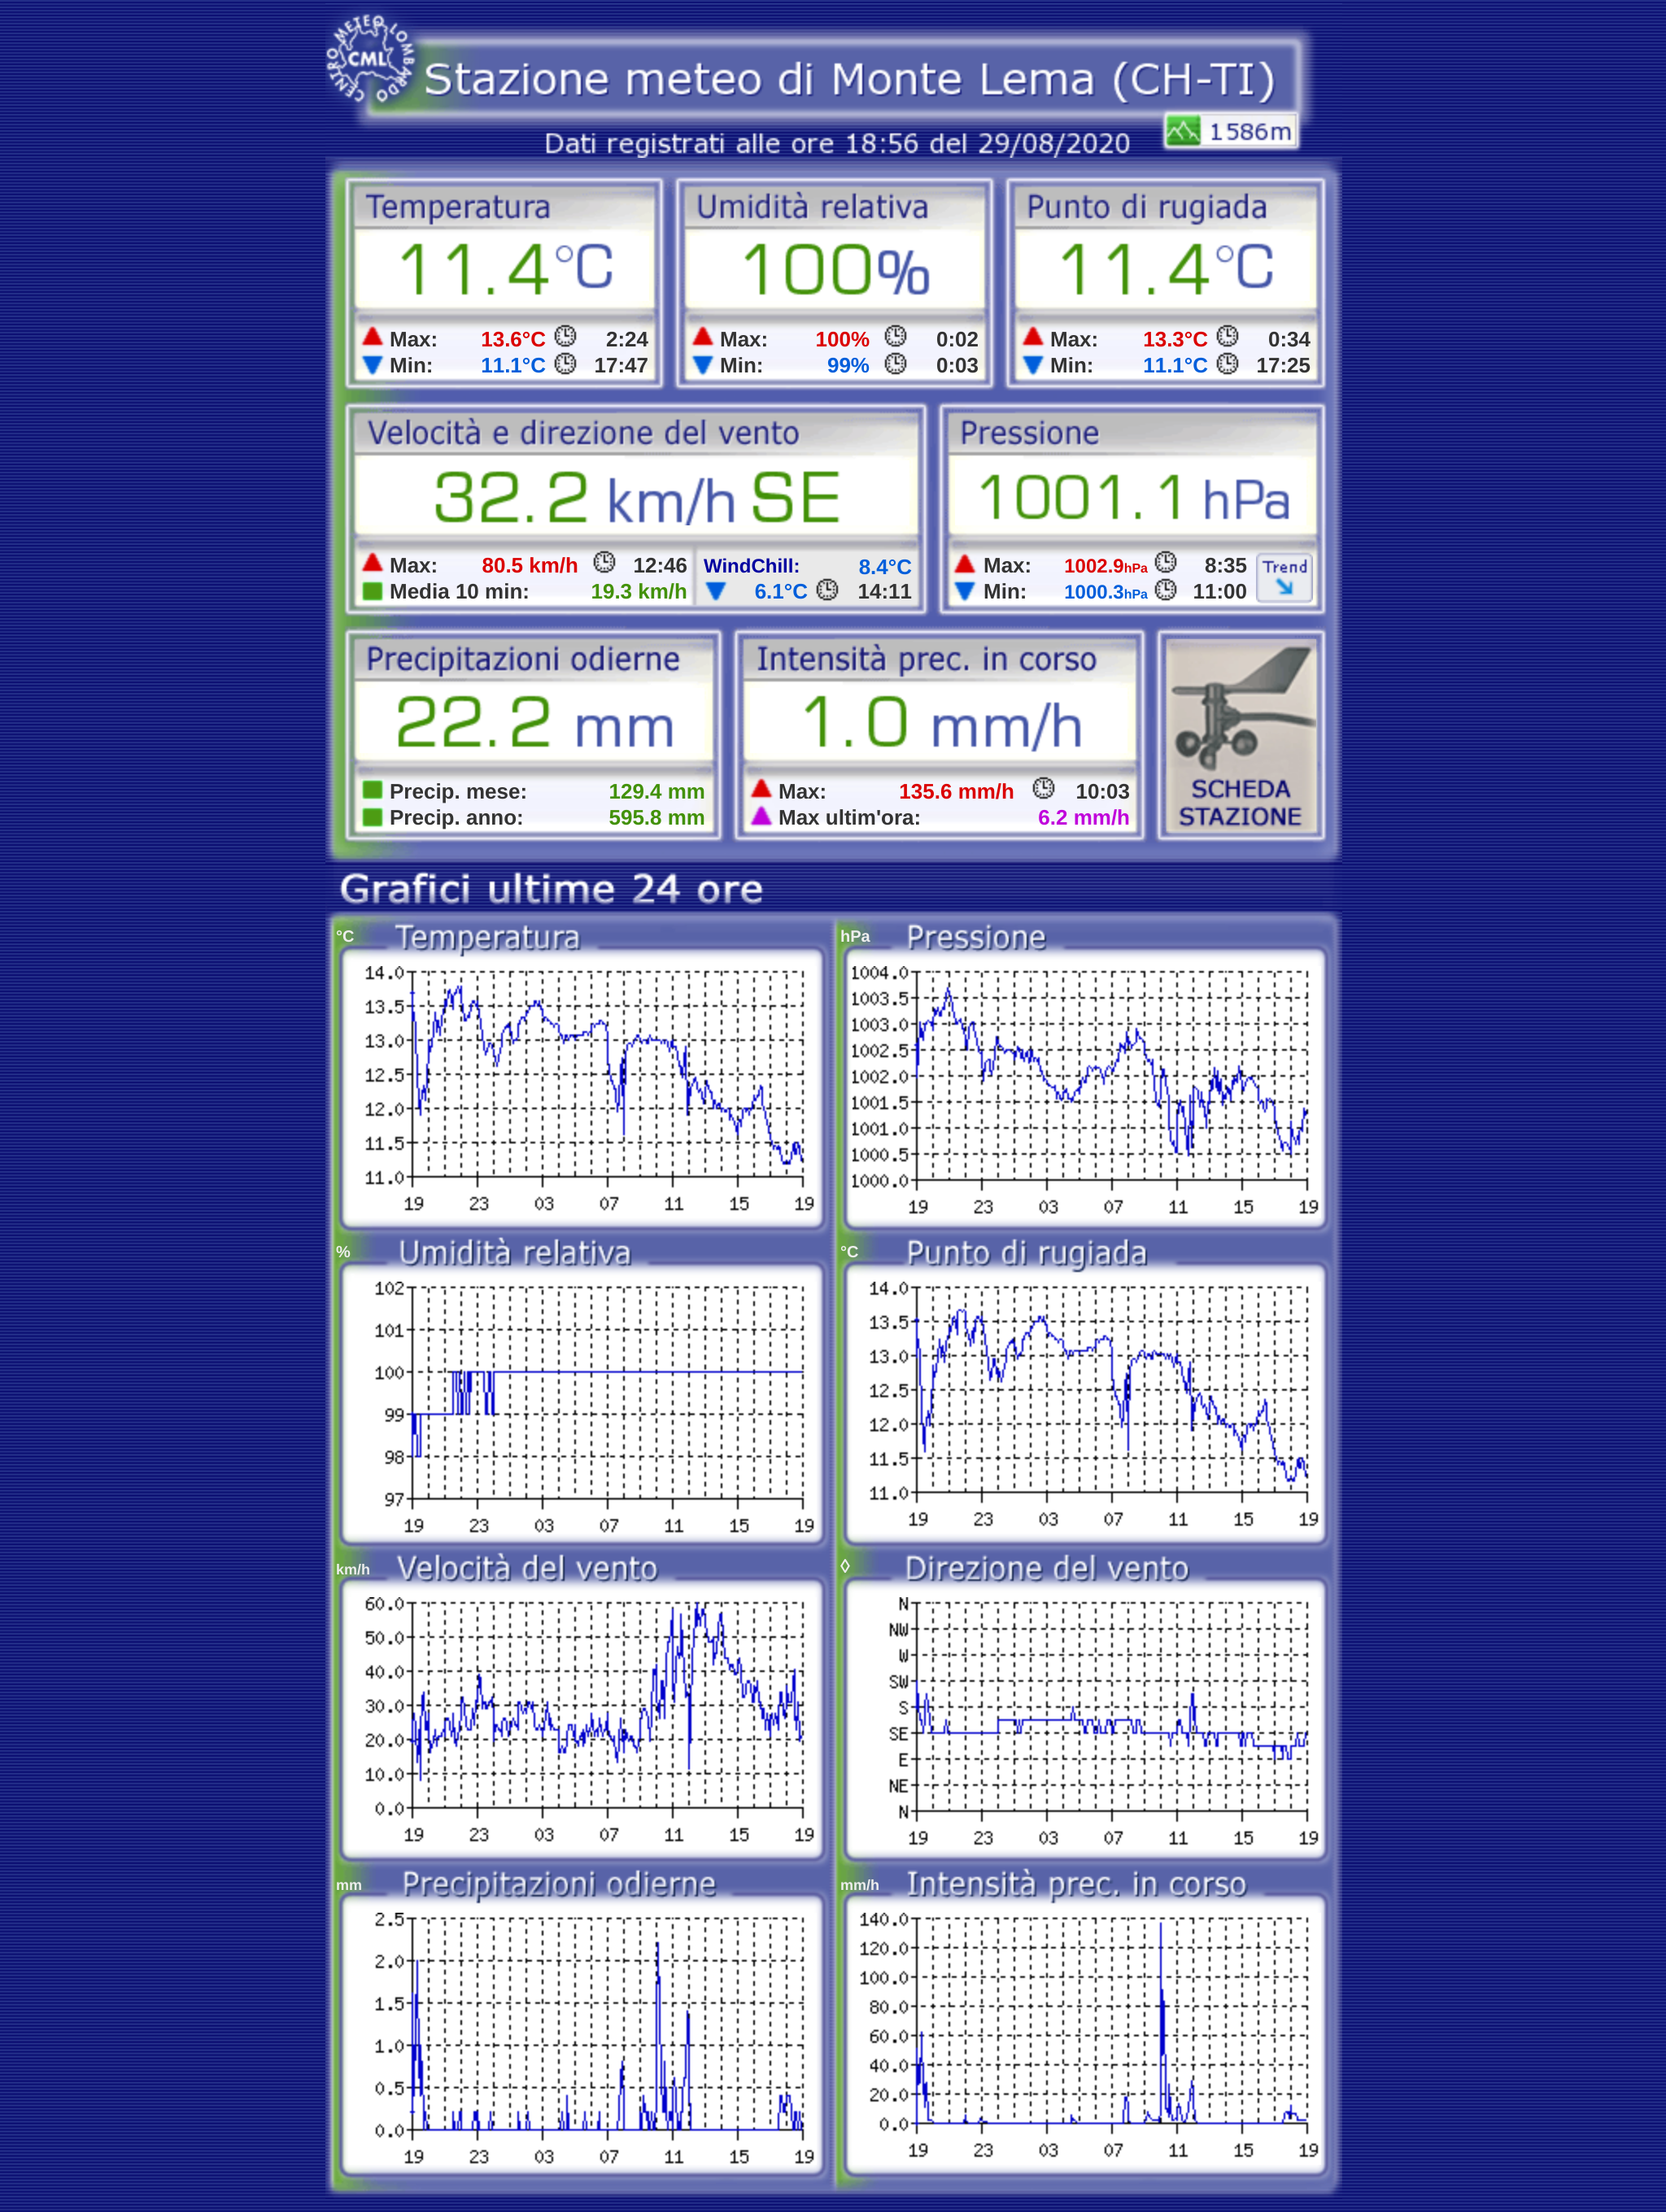 CENTRO METEO LOMBARDO
CML
Stazione meteo di Monte Lema (CH-TI)
Dati registrati alle ore 18:56 del 29/08/2020
1586m
Temperatura
11.4°C
Max: 13.6°C 2:24
Min: 11.1°C 17:47
Umidità relativa
100%
Max: 100% 0:02
Min: 99% 0:03
Punto di rugiada
11.4°C
Max: 13.3°C 0:34
Min: 11.1°C 17:25
Velocità e direzione del vento
32.2 km/h SE
Max: 80.5 km/h 12:46
Media 10 min: 19.3 km/h
WindChill: 8.4°C
6.1°C 14:11
Pressione
1001.1 hPa
Max: 1002.9hPa 8:35
Min: 1000.3hPa 11:00
Trend
Precipitazioni odierne
22.2 mm
Precip. mese: 129.4 mm
Precip. anno: 595.8 mm
Intensità prec. in corso
1.0 mm/h
Max: 135.6 mm/h 10:03
Max ultim'ora: 6.2 mm/h
SCHEDA
STAZIONE
Grafici ultime 24 ore
°C Temperatura
14.0
13.5
13.0
12.5
12.0
11.5
11.0
19 23 03 07 11 15 19
hPa Pressione
1004.0
1003.5
1003.0
1002.5
1002.0
1001.5
1001.0
1000.5
1000.0
19 23 03 07 11 15 19
% Umidità relativa
102
101
100
99
98
97
19 23 03 07 11 15 19
°C Punto di rugiada
14.0
13.5
13.0
12.5
12.0
11.5
11.0
19 23 03 07 11 15 19
km/h Velocità del vento
60.0
50.0
40.0
30.0
20.0
10.0
0.0
19 23 03 07 11 15 19
◊ Direzione del vento
N
NW
W
SW
S
SE
E
NE
N
19 23 03 07 11 15 19
mm Precipitazioni odierne
2.5
2.0
1.5
1.0
0.5
0.0
19 23 03 07 11 15 19
mm/h Intensità prec. in corso
140.0
120.0
100.0
80.0
60.0
40.0
20.0
0.0
19 23 03 07 11 15 19